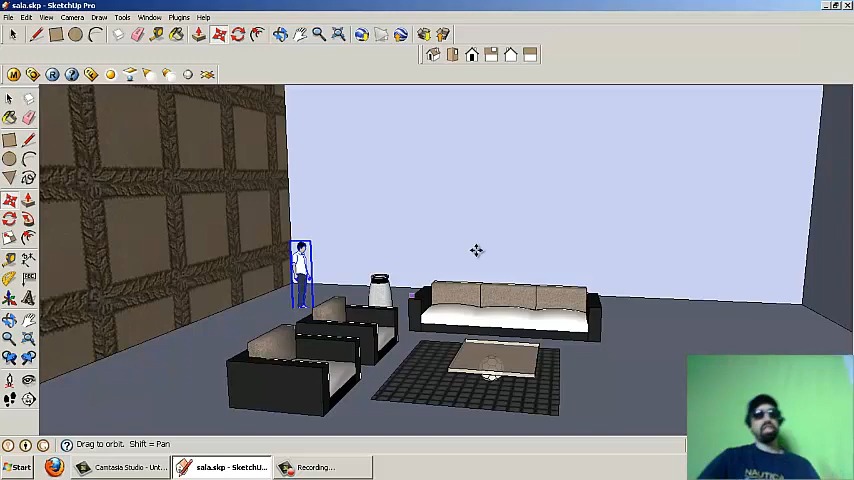 sala.skp - SketchUp Pro
File Edit View Camera Draw Tools Window Plugins Help
Drag to orbit. Shift = Pan
Start
Camtasia Studio - Unt...
sala.skp - SketchU...
Recording...
NAUTICA